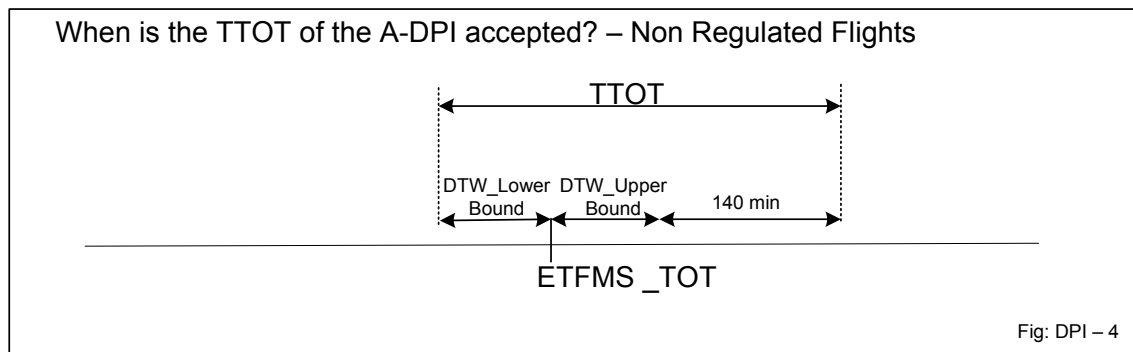 When is the TTOT of the A-DPI accepted? – Non Regulated Flights
TTOT
DTW_Lower DTW_Upper
Bound Bound 140 min
ETFMS _TOT
Fig: DPI – 4